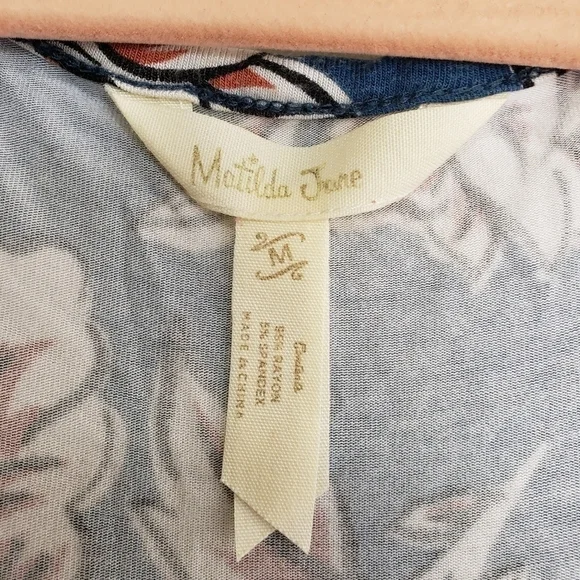 Matilda Jane
M
Contents
95% RAYON
5% SPANDEX
MADE IN CHINA